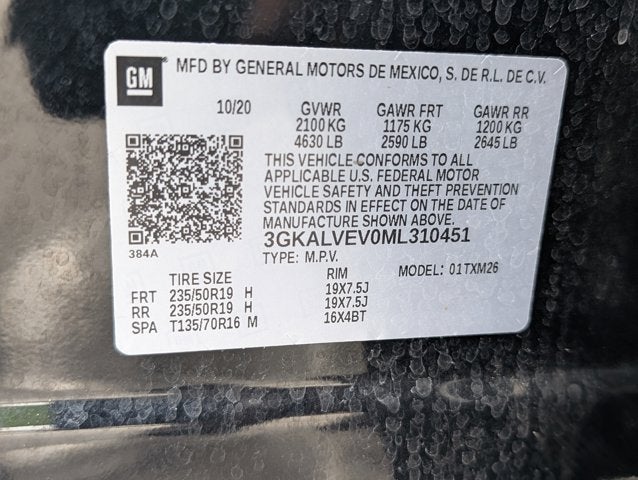 GM
MFD BY GENERAL MOTORS DE MEXICO, S. DE R.L. DE C.V.
10/20 GVWR GAWR FRT GAWR RR
2100 KG 1175 KG 1200 KG
4630 LB 2590 LB 2645 LB
THIS VEHICLE CONFORMS TO ALL
APPLICABLE U.S. FEDERAL MOTOR
VEHICLE SAFETY AND THEFT PREVENTION
STANDARDS IN EFFECT ON THE DATE OF
MANUFACTURE SHOWN ABOVE.
3GKALVEV0ML310451
384A
TYPE: M.P.V. MODEL: 01TXM26
TIRE SIZE RIM
FRT 235/50R19 H 19X7.5J
RR 235/50R19 H 19X7.5J
SPA T135/70R16 M 16X4BT